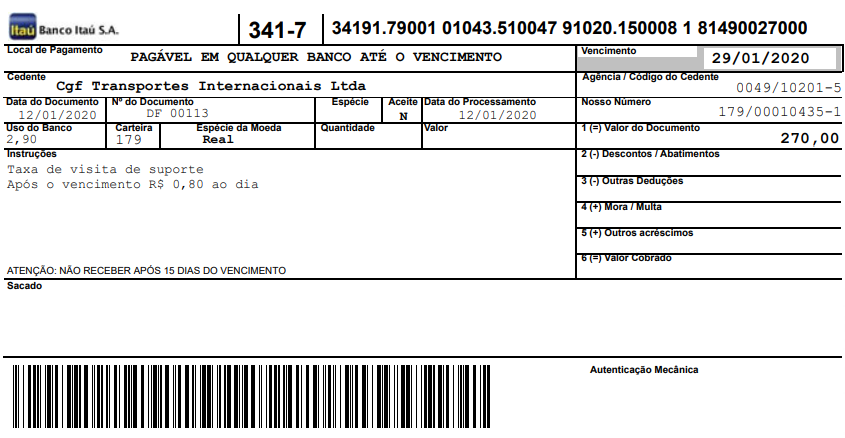 Itaú Banco Itaú S.A. 341-7 34191.79001 01043.510047 91020.150008 1 81490027000
Local de Pagamento Vencimento
PAGÁVEL EM QUALQUER BANCO ATÉ O VENCIMENTO 29/01/2020
Cedente Agência / Código do Cedente
Cgf Transportes Internacionais Ltda 0049/10201-5
Data do Documento Nº do Documento Espécie Aceite Data do Processamento Nosso Número
12/01/2020 DF 00113 N 12/01/2020 179/00010435-1
Uso do Banco Carteira Espécie da Moeda Quantidade Valor 1 (=) Valor do Documento
2,90 179 Real 270,00
Instruções 2 (-) Descontos / Abatimentos
Taxa de visita de suporte
Após o vencimento R$ 0,80 ao dia
3 (-) Outras Deduções
4 (+) Mora / Multa
5 (+) Outros acréscimos
6 (=) Valor Cobrado
ATENÇÃO: NÃO RECEBER APÓS 15 DIAS DO VENCIMENTO
Sacado
Autenticação Mecânica